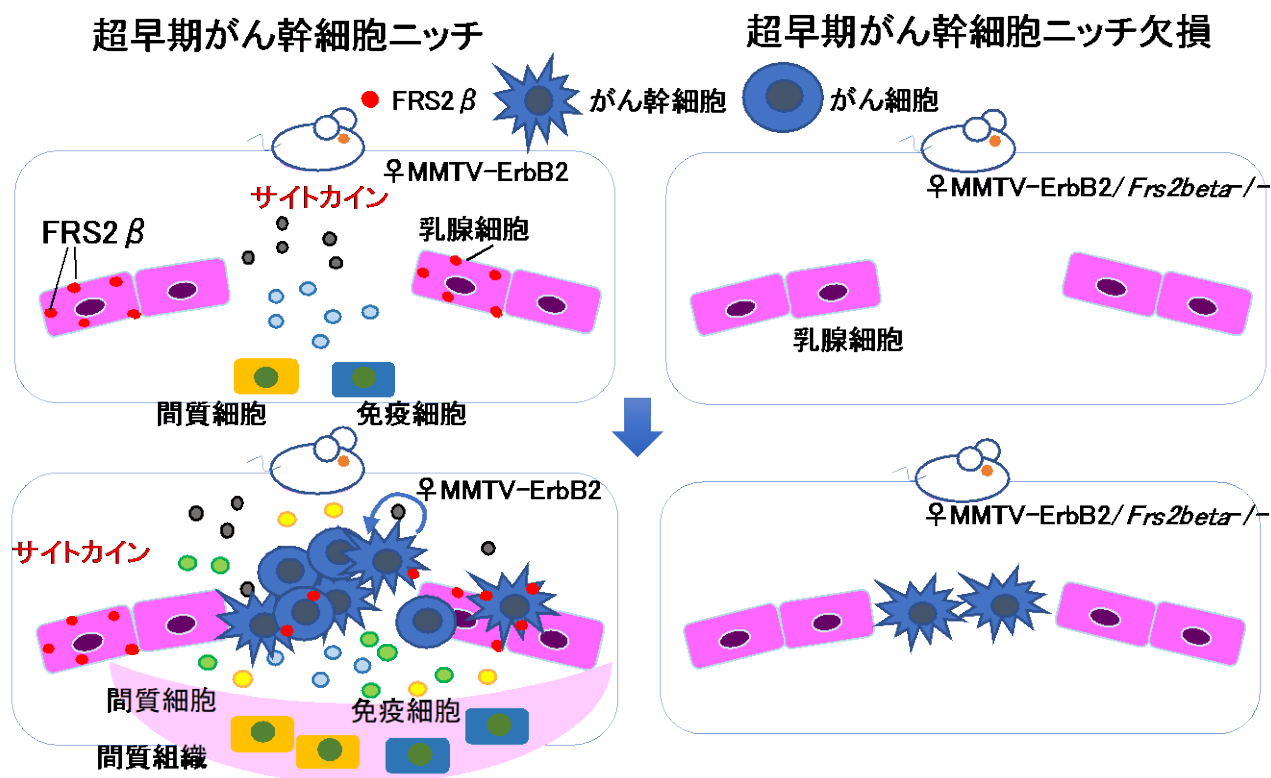 超早期がん幹細胞ニッチ
超早期がん幹細胞ニッチ欠損
FRS2β
がん幹細胞
がん細胞
♀MMTV-ErbB2
サイトカイン
FRS2β
乳腺細胞
間質細胞
免疫細胞
♀MMTV-ErbB2/Frs2beta-/-
乳腺細胞
♀MMTV-ErbB2
サイトカイン
間質細胞
免疫細胞
間質組織
♀MMTV-ErbB2/Frs2beta-/-